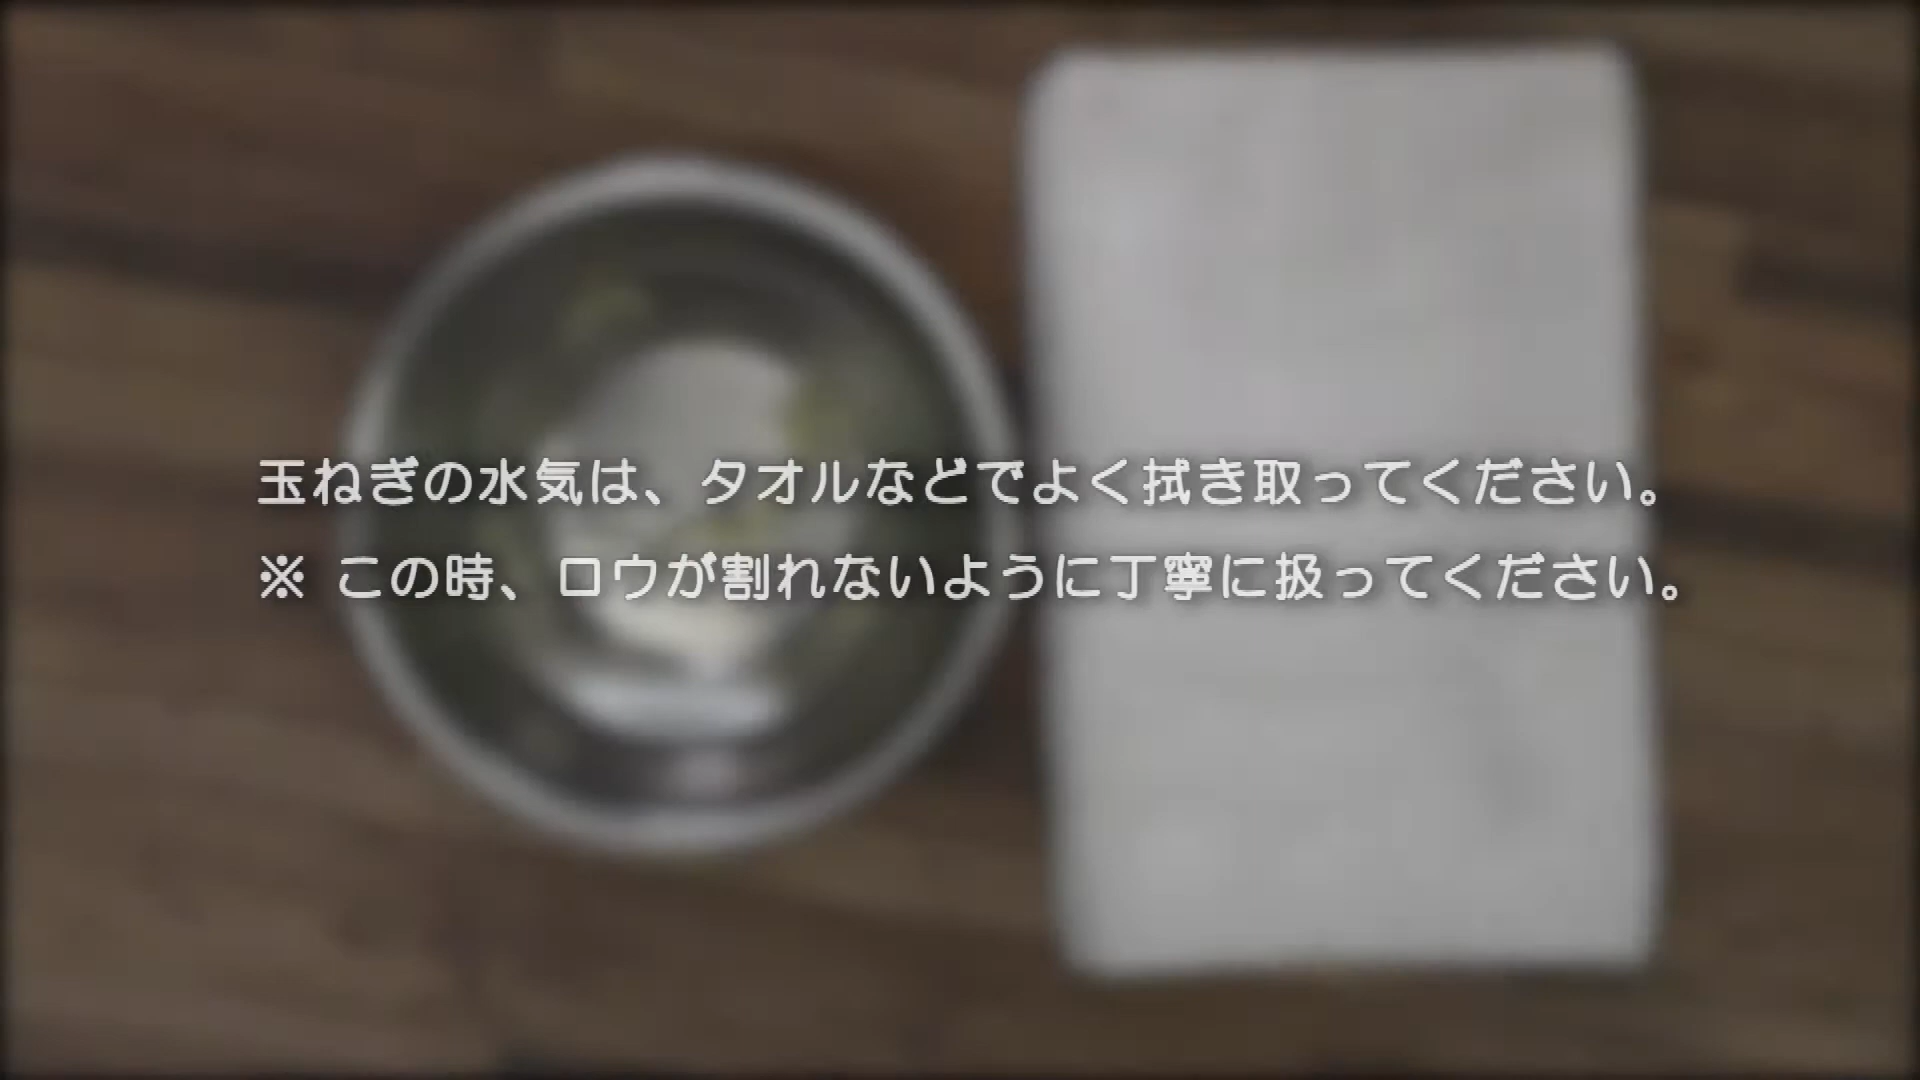 玉ねぎの水気は、タオルなどでよく拭き取ってください。
※ この時、ロウが割れないように丁寧に扱ってください。